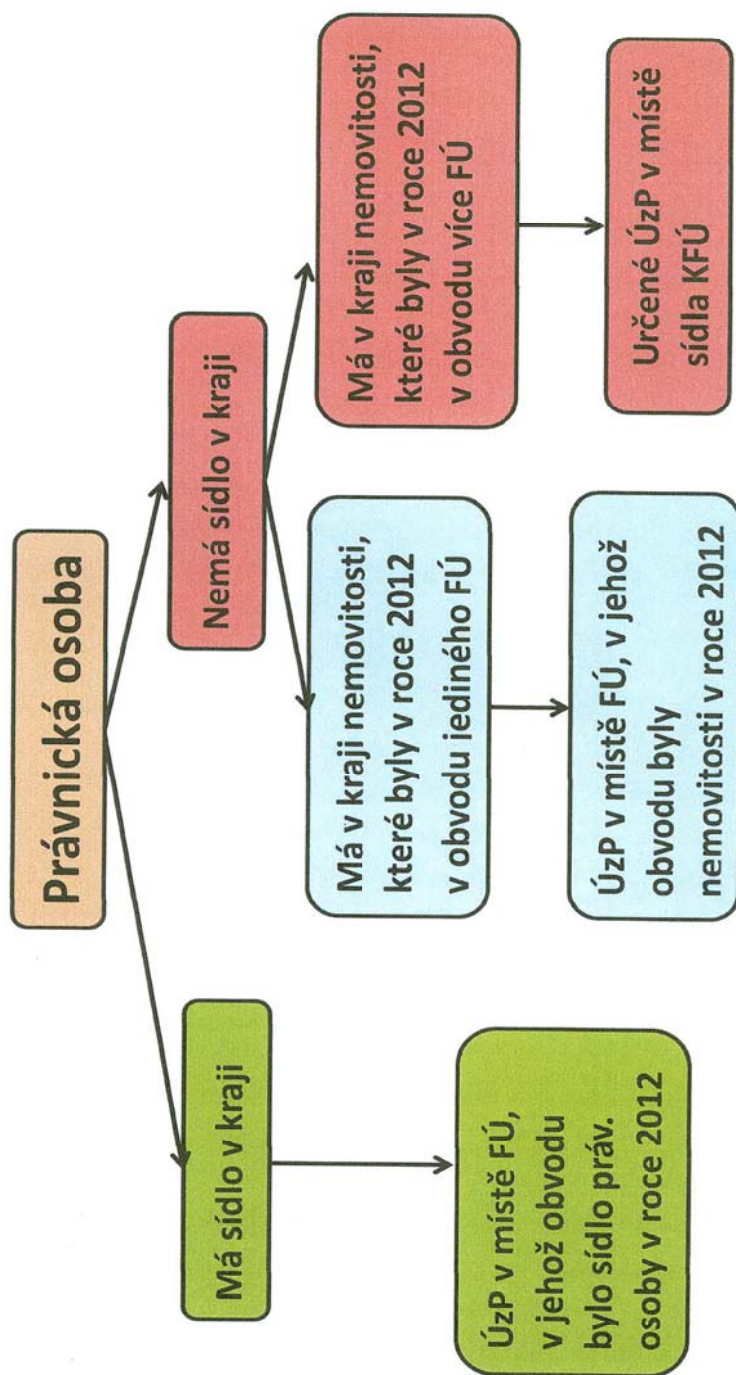 Právnická osoba
Má sídlo v kraji
Nemá sídlo v kraji
ÚzP v místě FÚ,
v jehož obvodu
bylo sídlo práv.
osoby v roce 2012
Má v kraji nemovitosti,
které byly v roce 2012
v obvodu jediného FÚ
Má v kraji nemovitosti,
které byly v roce 2012
v obvodu více FÚ
ÚzP v místě FÚ, v jehož
obvodu byly
nemovitosti v roce 2012
Určené ÚzP v místě
sídla KFÚ